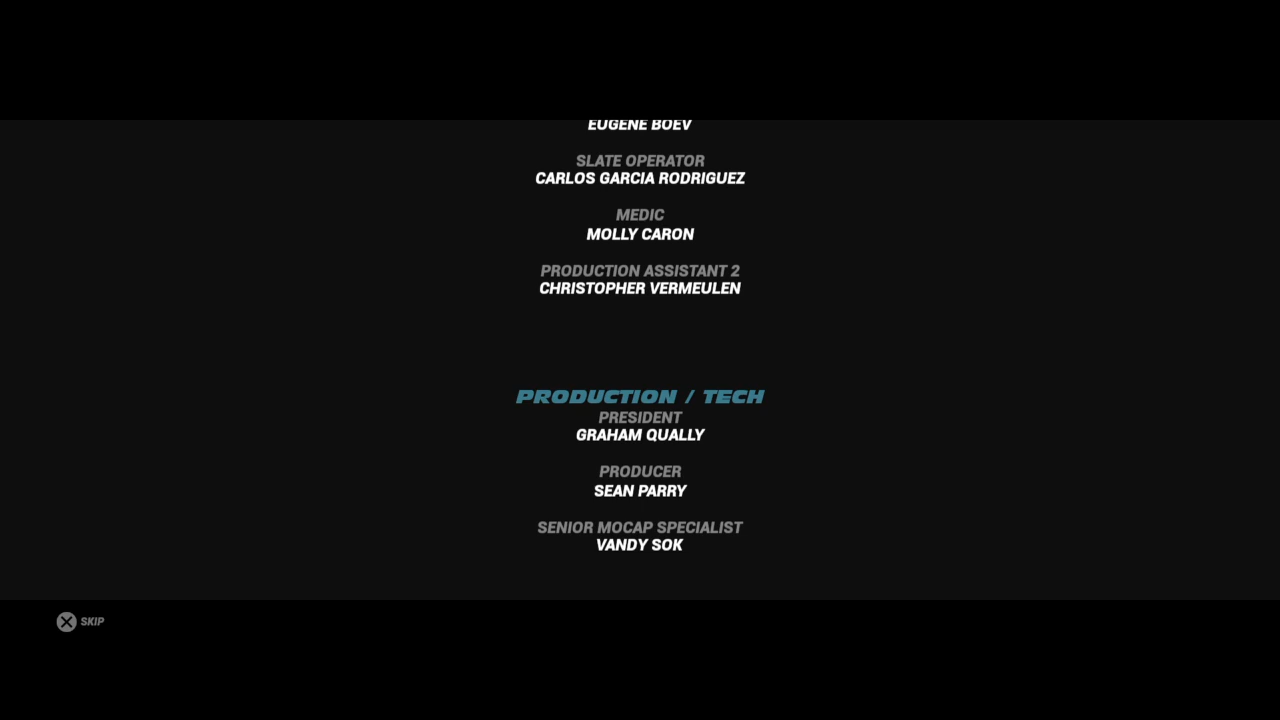 EUGENE BOEV
SLATE OPERATOR
CARLOS GARCIA RODRIGUEZ
MEDIC
MOLLY CARON
PRODUCTION ASSISTANT 2
CHRISTOPHER VERMEULEN
PRODUCTION / TECH
PRESIDENT
GRAHAM QUALLY
PRODUCER
SEAN PARRY
SENIOR MOCAP SPECIALIST
VANDY SOK
SKIP